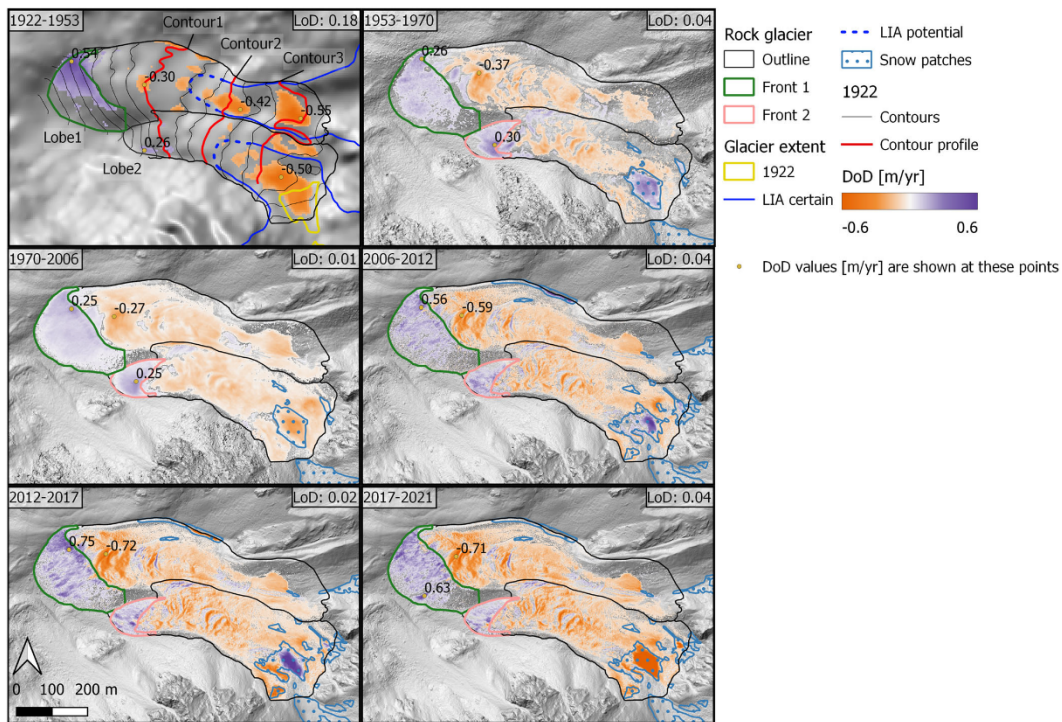 1922-1953
LoD: 0.18
Contour1
Contour2
Contour3
0.54
-0.30
-0.42
-0.55
0.26
-0.50
Lobe1
Lobe2
1953-1970
LoD: 0.04
0.26
-0.37
0.30
1970-2006
LoD: 0.01
0.25
-0.27
0.25
2006-2012
LoD: 0.04
0.56
-0.59
2012-2017
LoD: 0.02
0.75
-0.72
0 100 200 m
2017-2021
LoD: 0.04
-0.71
0.63
Rock glacier
Outline
Front 1
Front 2
Glacier extent
1922
LIA certain
LIA potential
Snow patches
1922
Contours
Contour profile
DoD [m/yr]
-0.6 0.6
DoD values [m/yr] are shown at these points